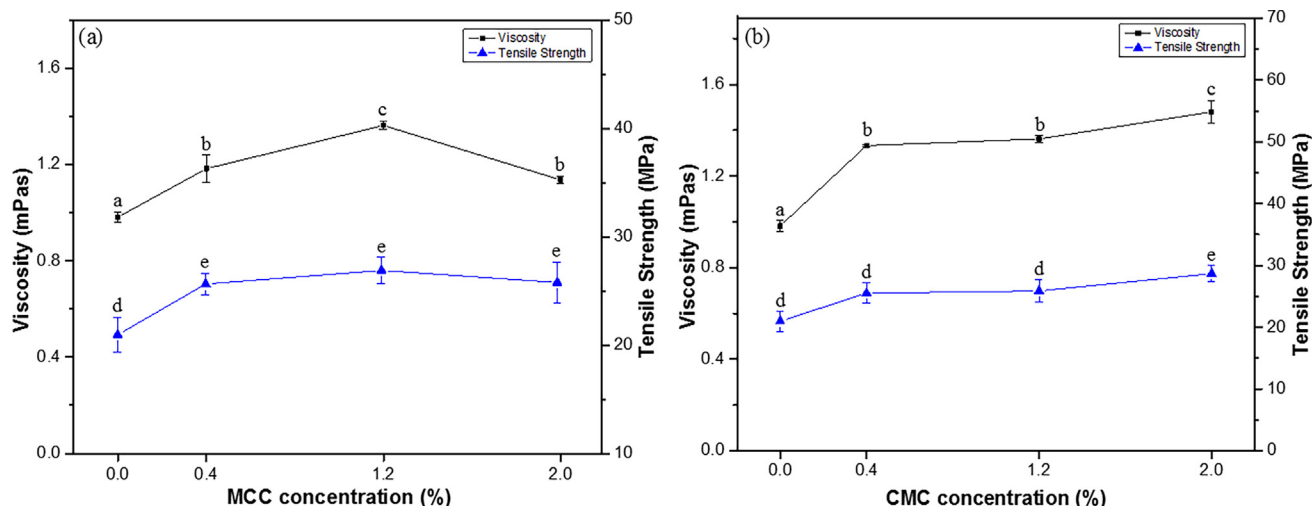 (a)
Viscosity
Tensile Strength
50
40
30
20
10
1.6
1.2
0.8
0.4
0.0
a
b
c
b
d
e
e
e
0.0 0.4 1.2 2.0
MCC concentration (%)
Viscosity (mPas)
Tensile Strength (MPa)
(b)
Viscosity
Tensile Strength
70
60
50
40
30
20
10
0
1.6
1.2
0.8
0.4
0.0
a
b
b
c
d
d
d
e
0.0 0.4 1.2 2.0
CMC concentration (%)
Viscosity (mPas)
Tensile Strength (MPa)